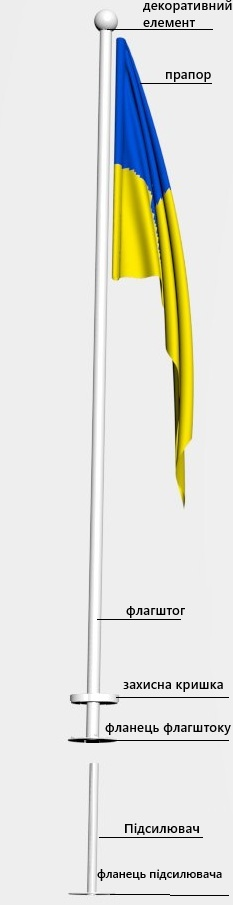 декоративний
елемент
прапор
флагштог
захисна кришка
фланець флагштоку
Підсилювач
фланець підсилювача